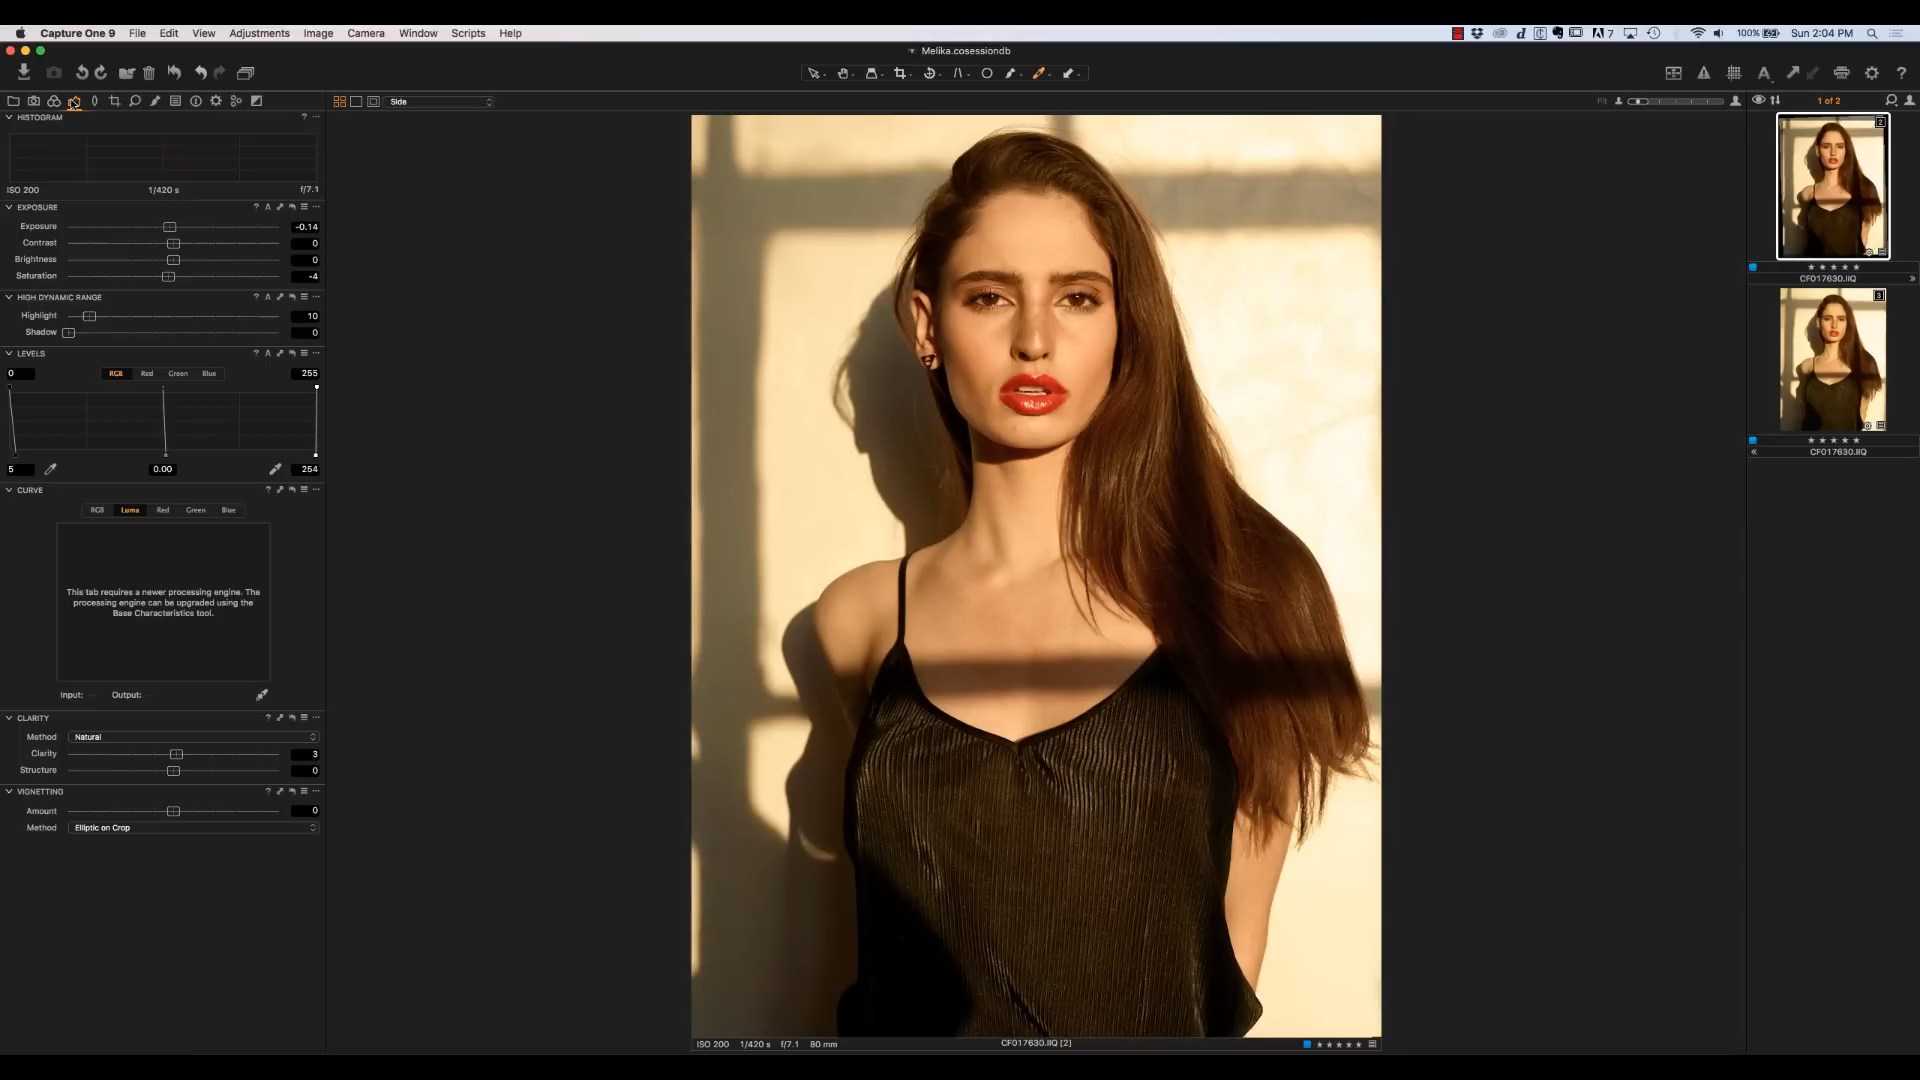 Capture One 9 File Edit View Adjustments Image Camera Window Scripts Help
7 100% Sun 2:04 PM
Melika.cosessiondb
Side
Fit
1 of 2
HISTOGRAM
ISO 200 1/420 s f/7.1
EXPOSURE
Exposure -0.14
Contrast 0
Brightness 0
Saturation -4
HIGH DYNAMIC RANGE
Highlight 10
Shadow 0
LEVELS
0 RGB Red Green Blue 255
5 0.00 254
CURVE
RGB Luma Red Green Blue
This tab requires a newer processing engine. The
processing engine can be upgraded using the
Base Characteristics tool.
Input: -- Output: --
CLARITY
Method Natural
Clarity 3
Structure 0
VIGNETTING
Amount 0
Method Elliptic on Crop
ISO 200 1/420 s f/7.1 80 mm
CF017630.IIQ [2]
2
CF017630.IIQ
3
CF017630.IIQ